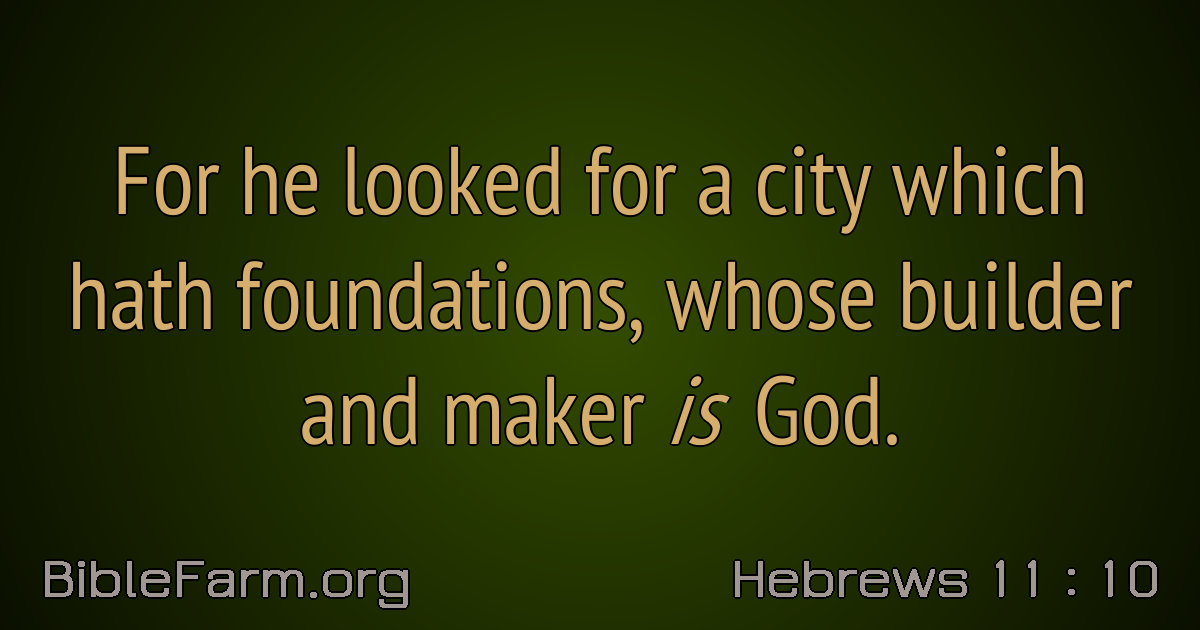 For he looked for a city which
hath foundations, whose builder
and maker is God.
BibleFarm.org
Hebrews 11 : 10